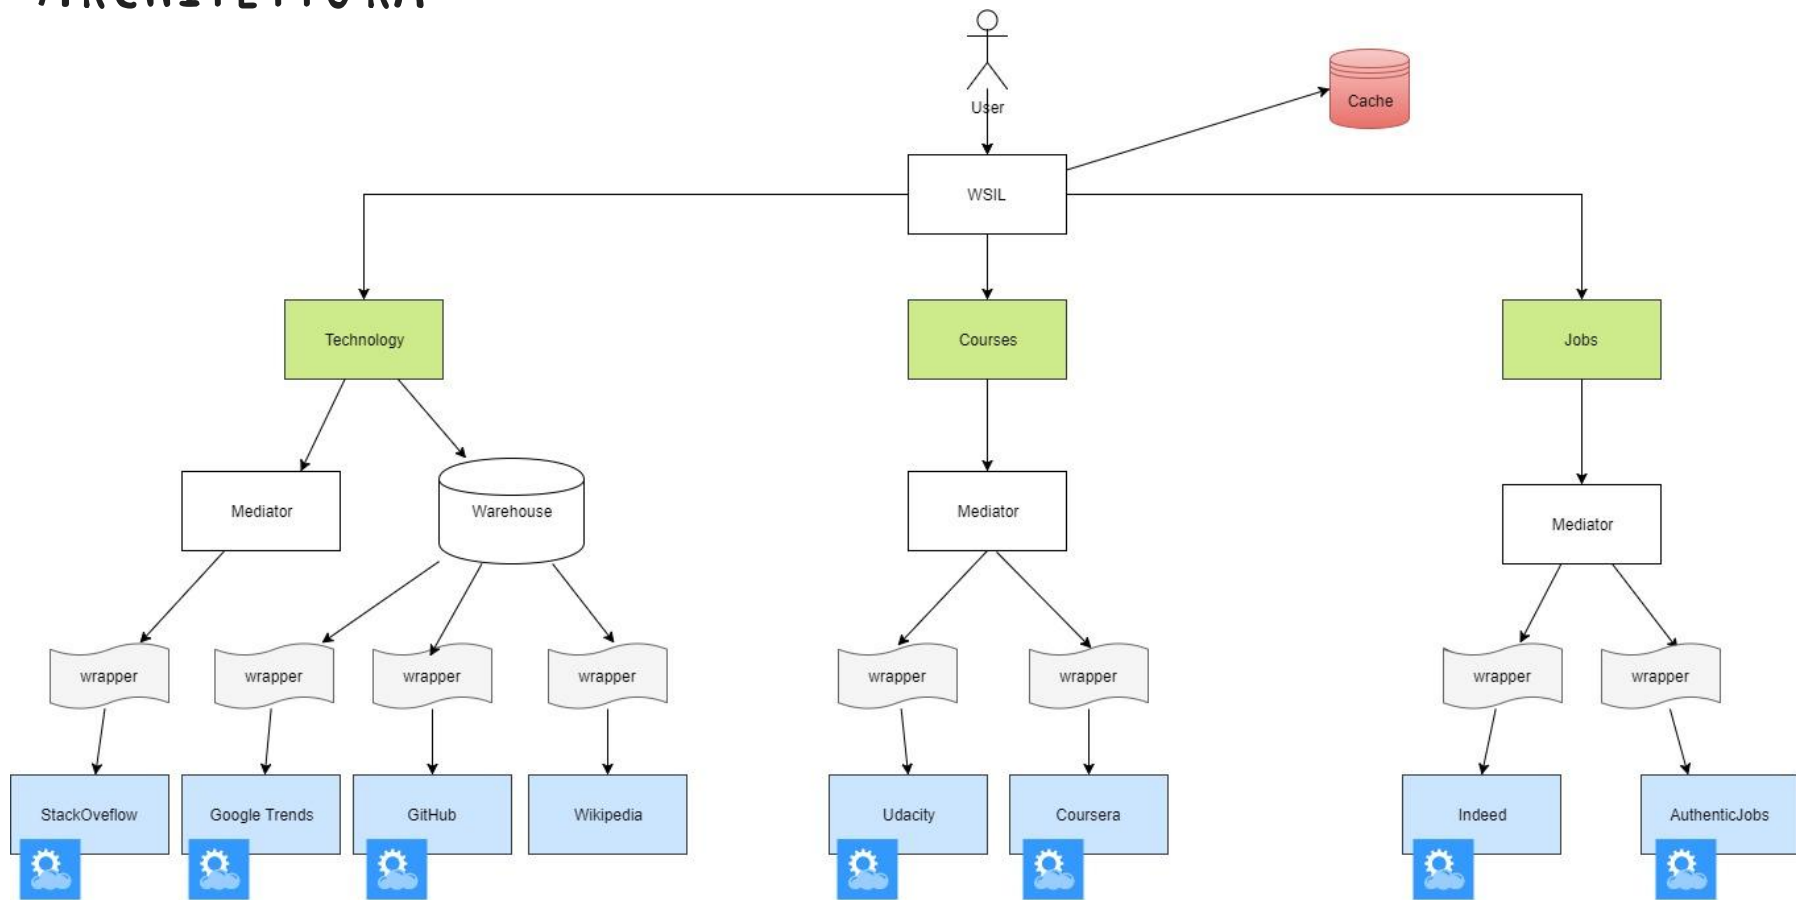 ARCHITETTURA
User
Cache
WSIL
Technology
Courses
Jobs
Mediator
Warehouse
Mediator
Mediator
wrapper
wrapper
wrapper
wrapper
wrapper
wrapper
wrapper
wrapper
StackOveflow
Google Trends
GitHub
Wikipedia
Udacity
Coursera
Indeed
AuthenticJobs